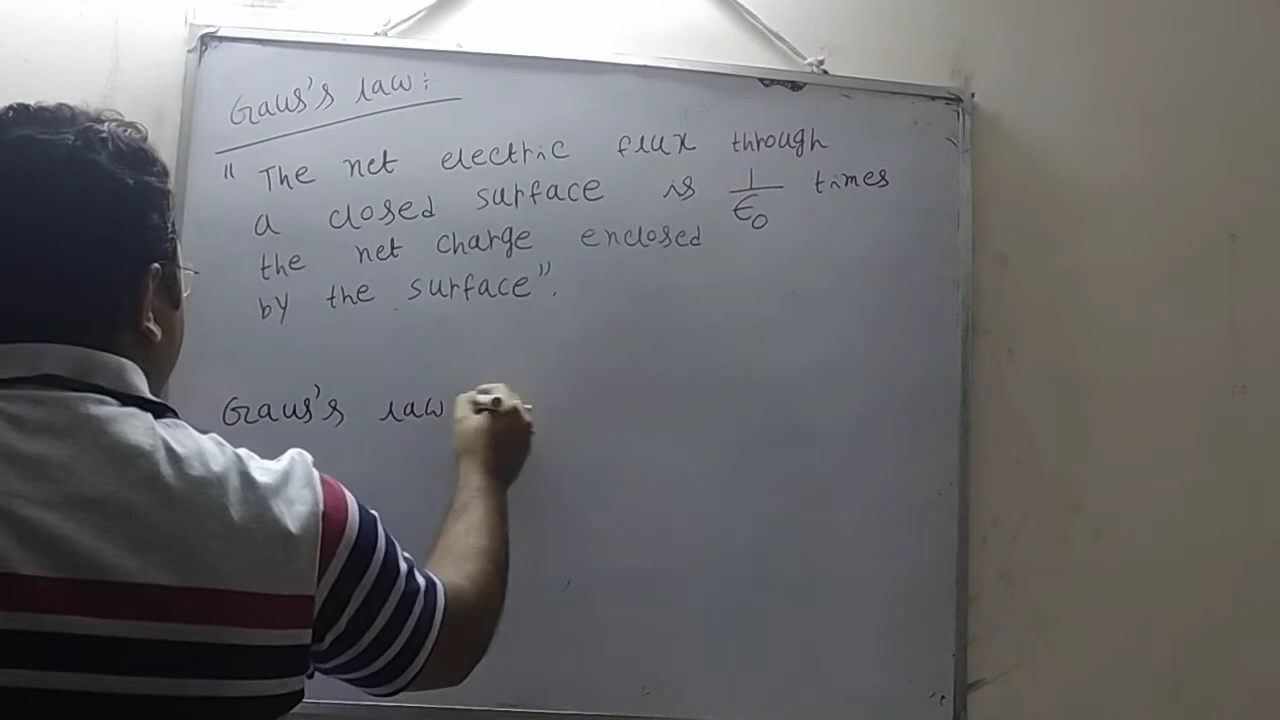 Gaus's law:
" The net electric flux through
a closed surface is 1/ϵ0 times
the net charge enclosed
by the surface".
Gaus's law